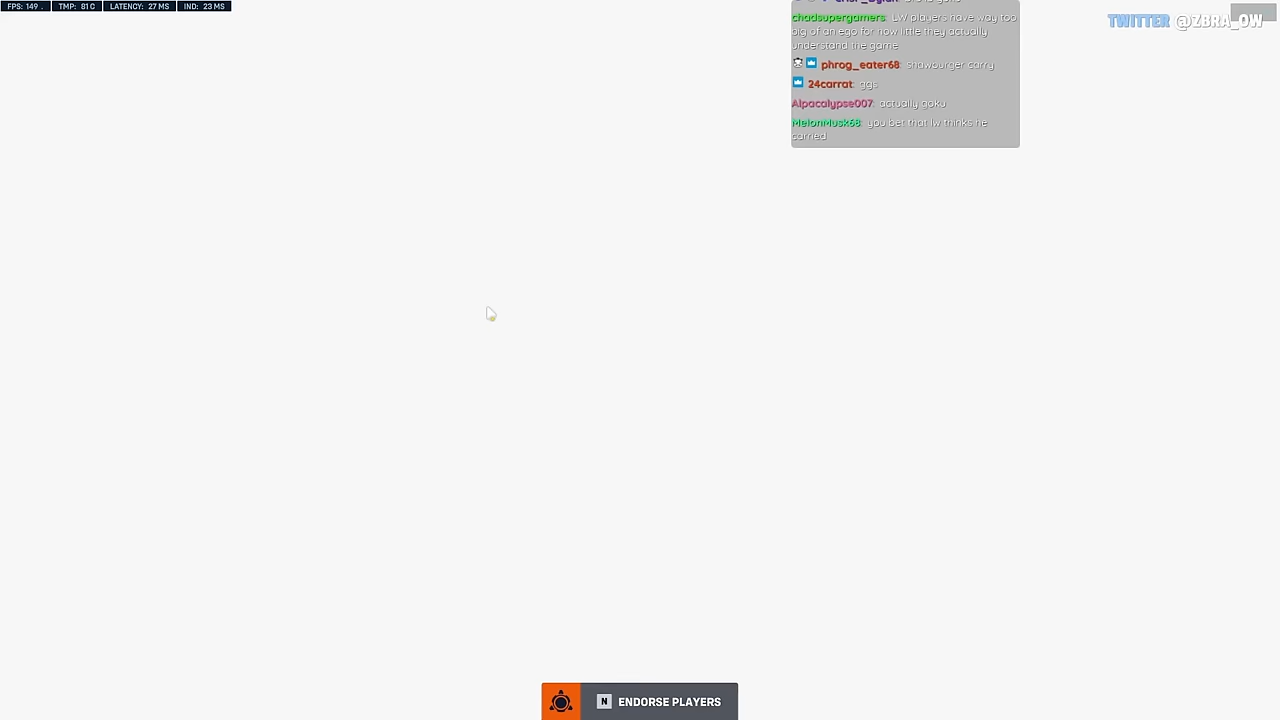 FPS: 149 . TMP: 81 C LATENCY: 27 MS IND: 23 MS
TWITTER @ZBRA_OW
chadsupergamers: LW players have way too
big of an ego for how little they actually
understand the game
phrog_eater68: shawburger carry
24carrat: ggs
Alpacalypse007: actually goku
MelonMusk68: you bet that lw thinks he
carried
N ENDORSE PLAYERS